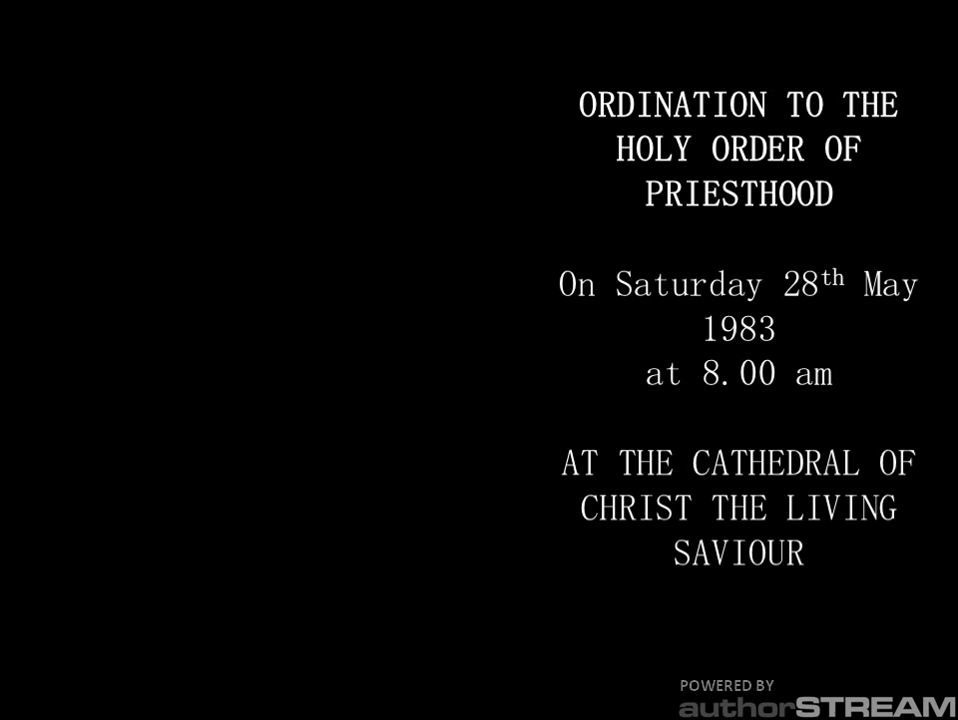 ORDINATION TO THE
HOLY ORDER OF
PRIESTHOOD
On Saturday 28th May
1983
at 8.00 am
AT THE CATHEDRAL OF
CHRIST THE LIVING
SAVIOUR
POWERED BY
authorSTREAM